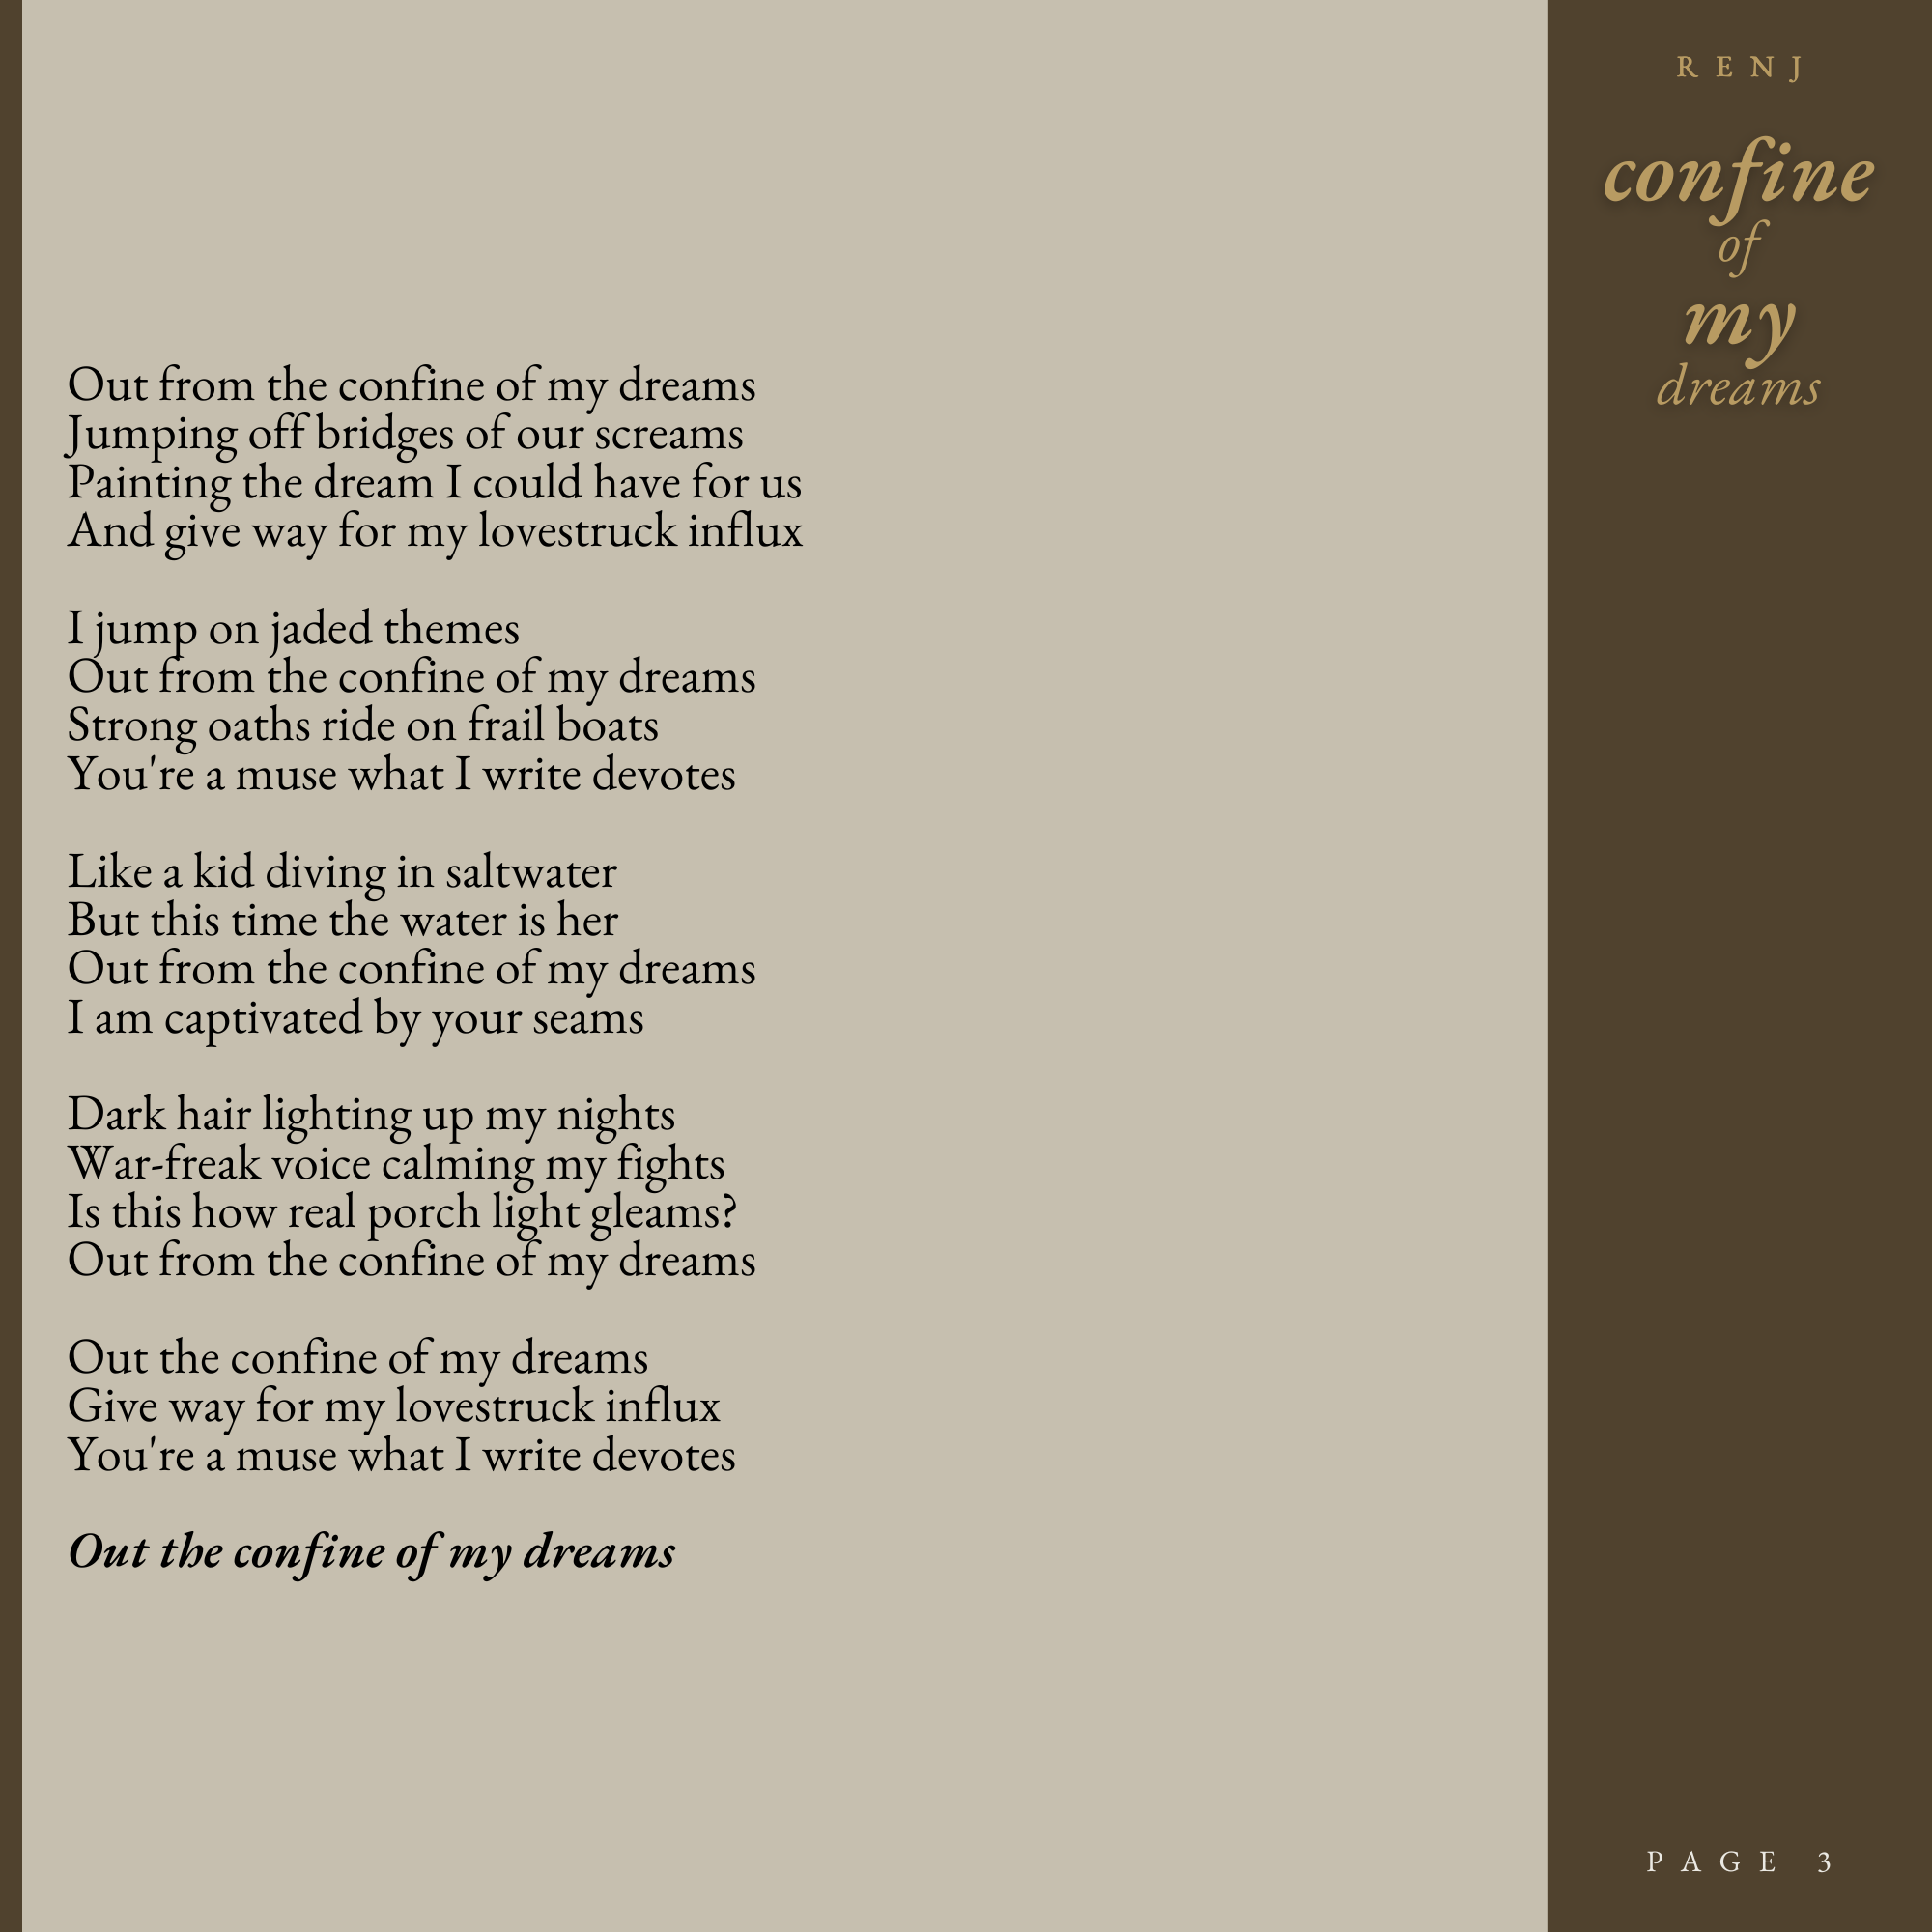 RENJ
confine
of
my
dreams
Out from the confine of my dreams
Jumping off bridges of our screams
Painting the dream I could have for us
And give way for my lovestruck influx
I jump on jaded themes
Out from the confine of my dreams
Strong oaths ride on frail boats
You're a muse what I write devotes
Like a kid diving in saltwater
But this time the water is her
Out from the confine of my dreams
I am captivated by your seams
Dark hair lighting up my nights
War-freak voice calming my fights
Is this how real porch light gleams?
Out from the confine of my dreams
Out the confine of my dreams
Give way for my lovestruck influx
You're a muse what I write devotes
Out the confine of my dreams
PAGE 3